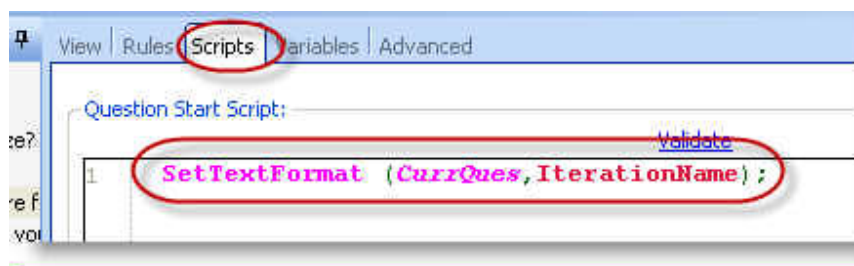 View Rules Scripts Variables Advanced
Question Start Script:
Validate
1 SetTextFormat (CurrQues,IterationName);